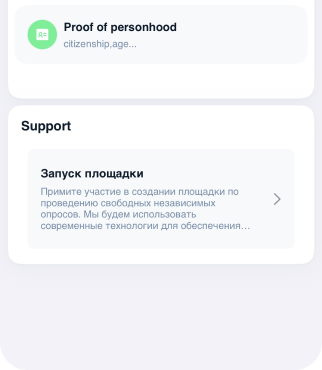 Proof of personhood
citizenship,age...
Support
Запуск площадки
Примите участие в создании площадки по
проведению свободных независимых
опросов. Мы будем использовать
современные технологии для обеспечения...